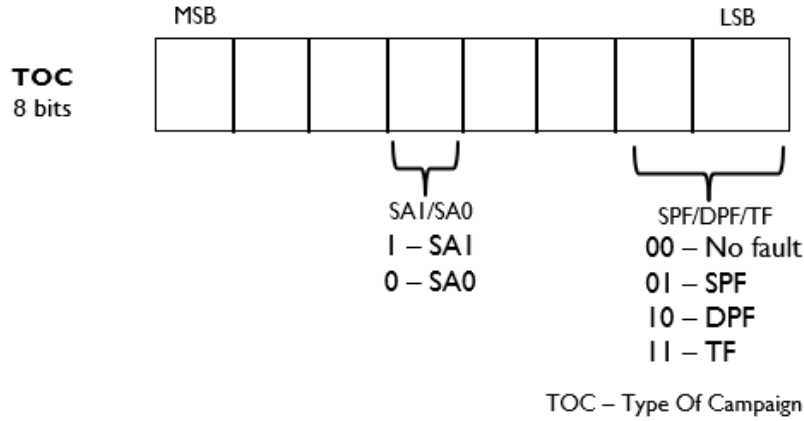 MSB
LSB
TOC
8 bits
SA1/SA0
1 – SA1
0 – SA0
SPF/DPF/TF
00 – No fault
01 – SPF
10 – DPF
11 – TF
TOC – Type Of Campaign